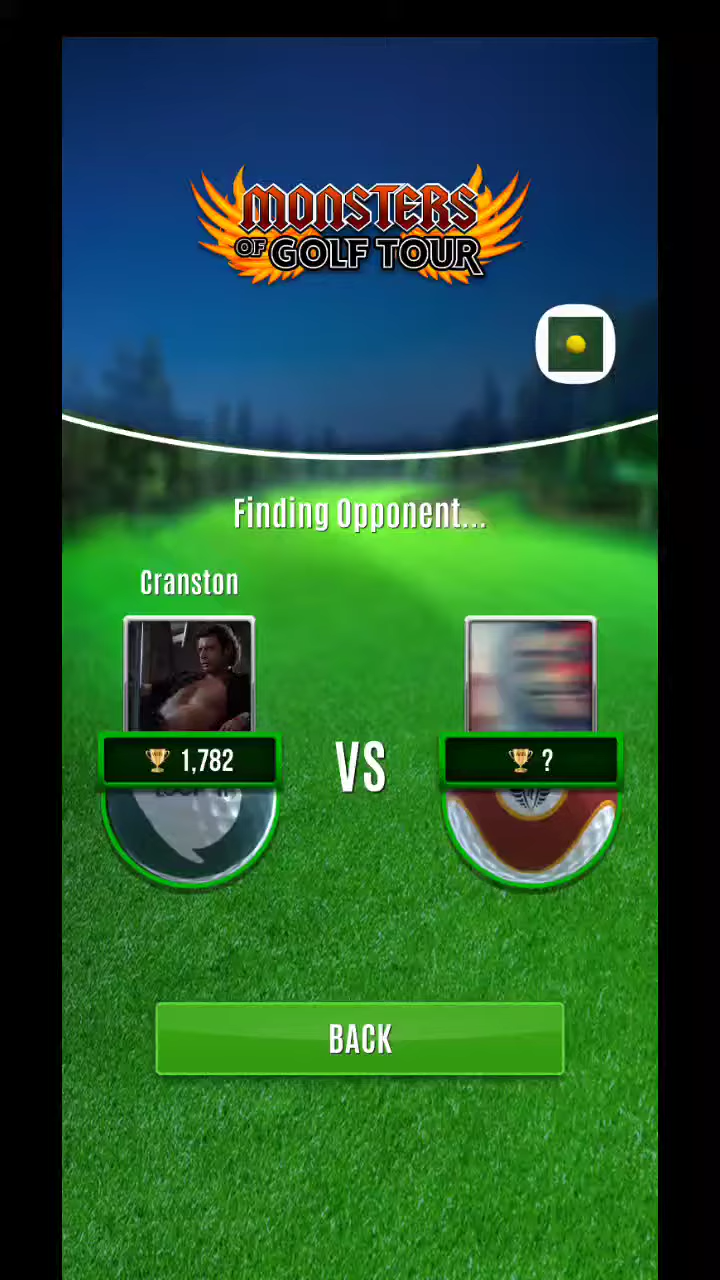 MONSTERS
OF GOLF TOUR
Finding Opponent...
Cranston
1,782
VS
?
BACK